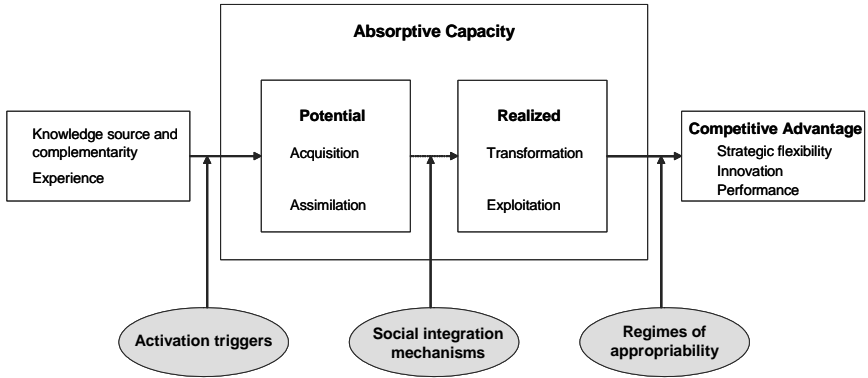 Absorptive Capacity
Knowledge source and
complementarity
Experience
Potential
Acquisition
Assimilation
Realized
Transformation
Exploitation
Competitive Advantage
Strategic flexibility
Innovation
Performance
Activation triggers
Social integration
mechanisms
Regimes of
appropriability